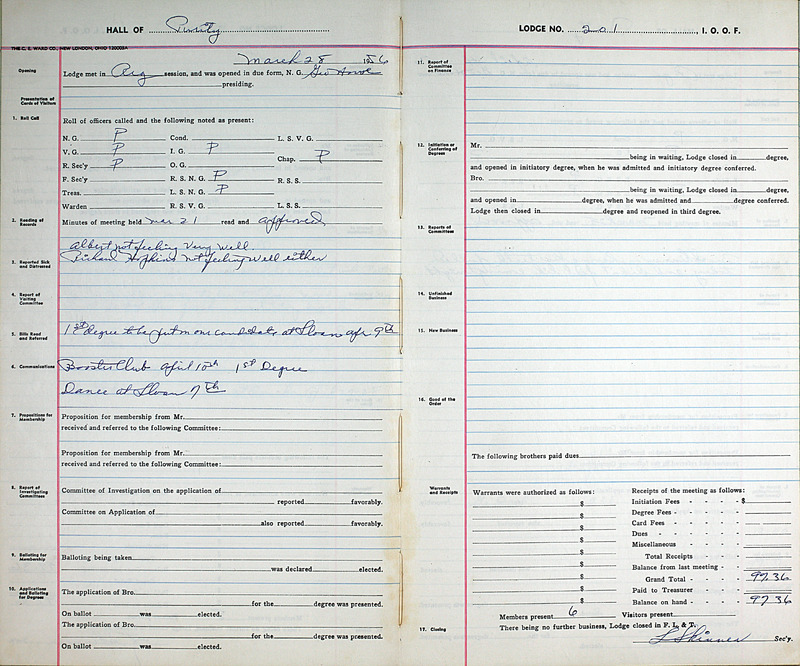 HALL OF Purity
THE C. E. WARD CO., NEW LONDON, OHIO 120003A
March 28 1956
Opening
Lodge met in Reg session, and was opened in due form, N. G. Geo Howe
presiding.
Presentation of
Cards of Visitors
1. Roll Call
Roll of officers called and the following noted as present:
N. G. P Cond. L. S. V. G.
V. G. P I. G. P Chap. P
R. Sec'y P O. G.
F. Sec'y R. S. N. G. P R. S. S.
Treas. L. S. N. G. P
Warden R. S. V. G. L. S. S.
2. Reading of
Records
Minutes of meeting held Mar 21 read and approved
Albert not feeling very well.
3. Reported Sick
and Distressed
Richard Hopkins not feeling well either
4. Report of
Visiting
Committee
5. Bills Read
and Referred
1st degree to be put on our candidate at Sloan apr 9th
6. Communications
Booster Club april 10th 1st Degree
Dance at Sloan 7th
7. Propositions for
Membership
Proposition for membership from Mr.
received and referred to the following Committee:
Proposition for membership from Mr.
received and referred to the following Committee:
8. Report of
Investigating
Committees
Committee of Investigation on the application of
reported favorably.
Committee on Application of
also reported favorably.
9. Balloting for
Membership
Balloting being taken
was declared elected.
10. Applications
and Balloting
for Degrees
The application of Bro.
for the degree was presented.
On ballot was elected.
The application of Bro.
for the degree was presented.
On ballot was elected.
LODGE NO. 201, I. O. O. F.
11. Report of
Committee
on Finance
12. Initiation or
Conferring of
Degrees
Mr.
being in waiting, Lodge closed in degree,
and opened in initiatory degree, when he was admitted and initiatory degree conferred.
Bro.
being in waiting, Lodge closed in degree,
and opened in degree, when he was admitted and degree conferred.
Lodge then closed in degree and reopened in third degree.
13. Reports of
Committees
14. Unfinished
Business
15. New Business
16. Good of the
Order
The following brothers paid dues
Warrants
and Receipts
Warrants were authorized as follows:
$
$
$
$
$
$
$
$
$
Receipts of the meeting as follows:
Initiation Fees - - - - $
Degree Fees - - - - -
Card Fees - - - - -
Dues - - - - -
Miscellaneous - - - -
Total Receipts - - -
Balance from last meeting - -
Grand Total - - - - 97.36
Paid to Treasurer - - -
Balance on hand - - - - 97.36
Members present 6 Visitors present
17. Closing
There being no further business, Lodge closed in F. L. & T.
L Skinner Sec'y.